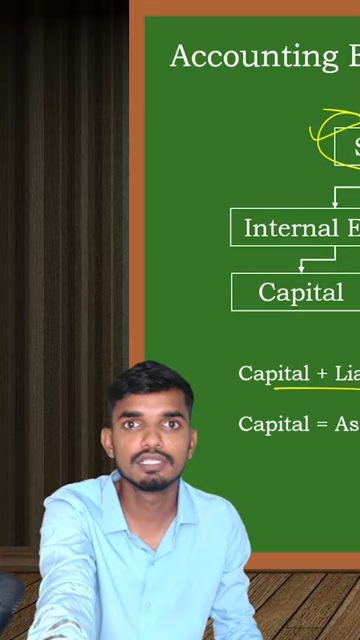 Accounting E
S
Internal E
Capital
Capital + Lia
Capital = As